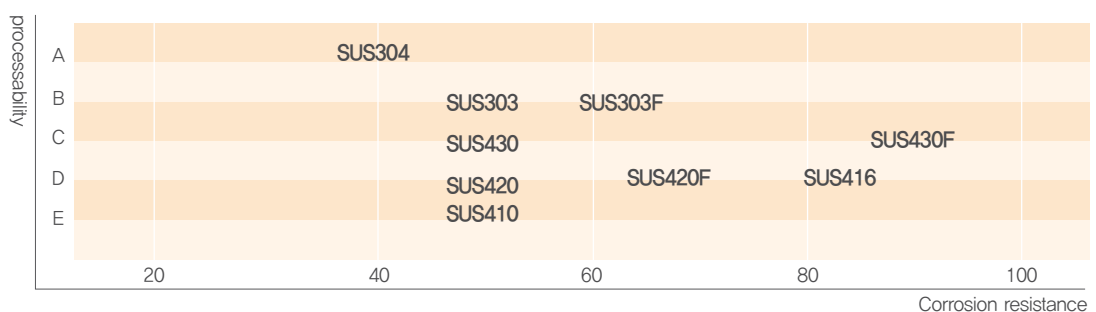 processability
A
SUS304
B
SUS303
SUS303F
C
SUS430
SUS430F
D
SUS420
SUS420F
SUS416
E
SUS410
20
40
60
80
100
Corrosion resistance